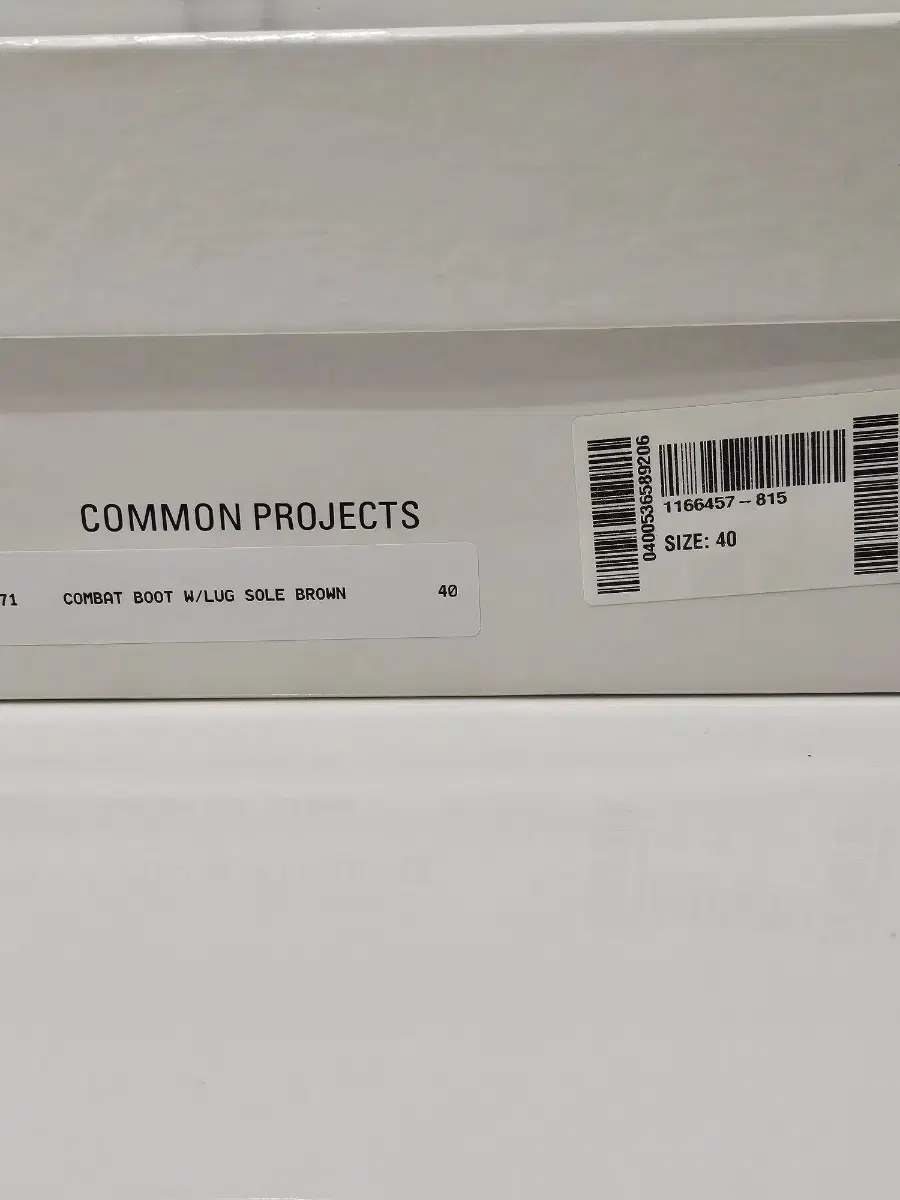 COMMON PROJECTS
71 COMBAT BOOT W/LUG SOLE BROWN 40
0400536589206
1166457-815
SIZE: 40